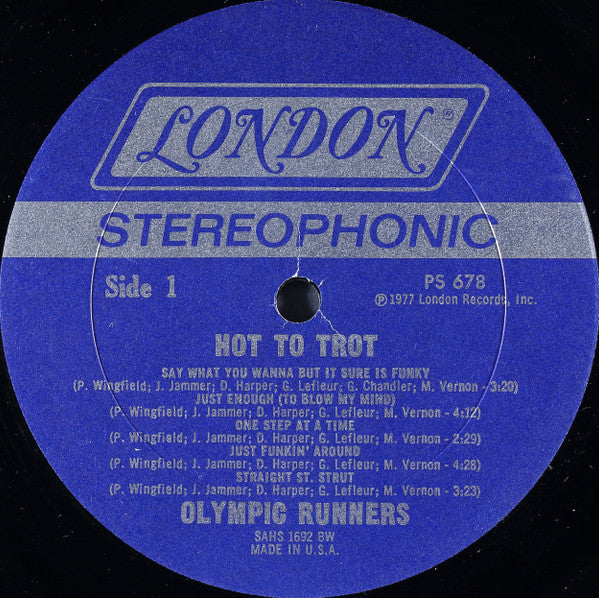 LONDON®
STEREOPHONIC
Side 1
PS 678
Ⓟ1977 London Records, Inc.
HOT TO TROT
SAY WHAT YOU WANNA BUT IT SURE IS FUNKY
(P. Wingfield; J. Jammer; D. Harper; G. Lefleur; G. Chandler; M. Vernon - 3:20)
JUST ENOUGH (TO BLOW MY MIND)
(P. Wingfield; J. Jammer; D. Harper; G. Lefleur; M. Vernon - 4:12)
ONE STEP AT A TIME
(P. Wingfield; J. Jammer; D. Harper; G. Lefleur; M. Vernon - 2:29)
JUST FUNKIN' AROUND
(P. Wingfield; J. Jammer; D. Harper; G. Lefleur; M. Vernon - 4:28)
STRAIGHT ST. STRUT
(P. Wingfield; J. Jammer; D. Harper; G. Lefleur; M. Vernon - 3:23)
OLYMPIC RUNNERS
SAHS 1692 BW
MADE IN U.S.A.